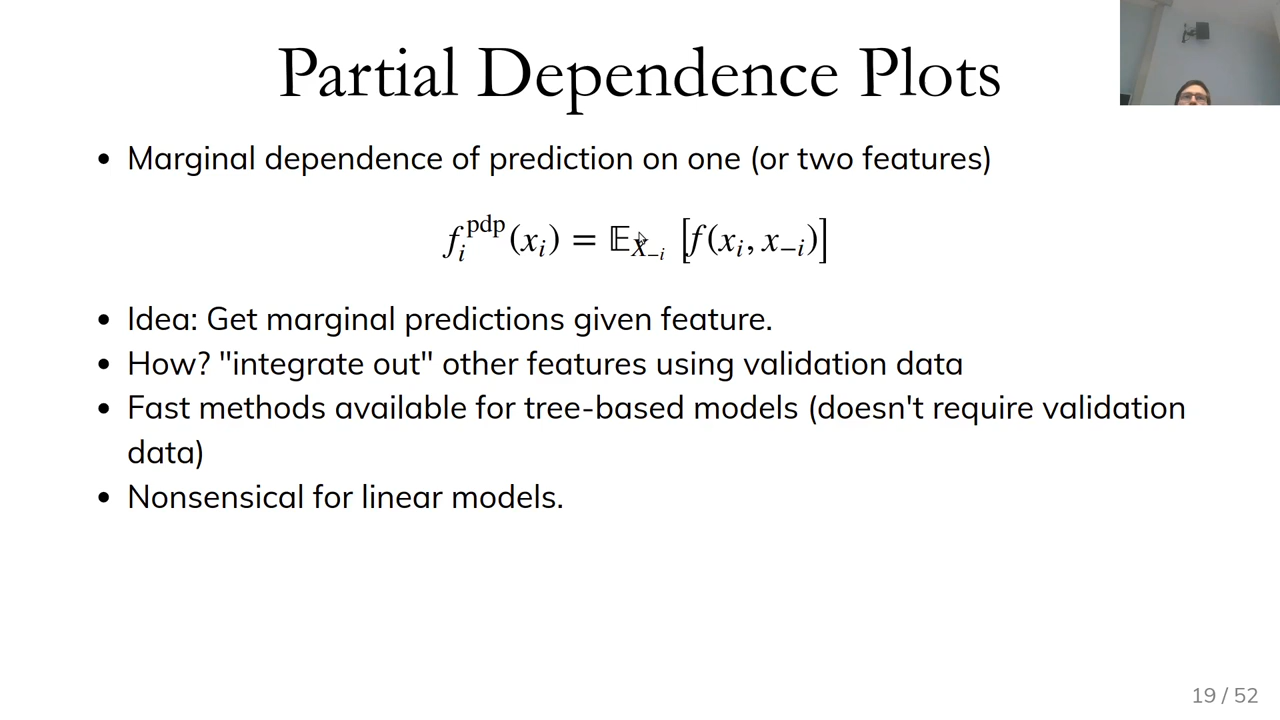 Partial Dependence Plots
• Marginal dependence of prediction on one (or two features)
f_i^pdp(x_i) = 𝔼_{X_{−i}} [f(x_i, x_{−i})]
• Idea: Get marginal predictions given feature.
• How? "integrate out" other features using validation data
• Fast methods available for tree-based models (doesn't require validation
data)
• Nonsensical for linear models.
19 / 52